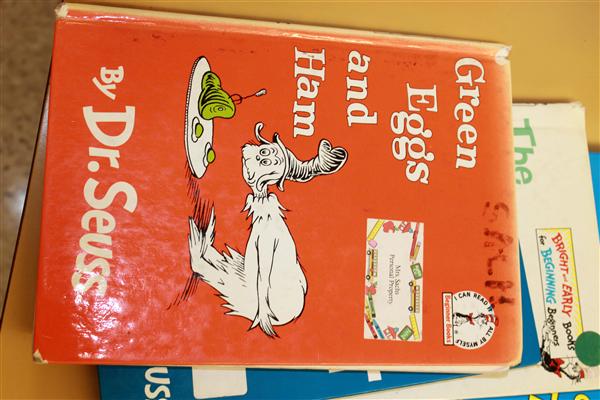 Green
Eggs
and
Ham
By Dr. Seuss
Mrs. Sachs
Personal Property
I CAN READ IT ALL BY MYSELF
Beginner Books
The
BRIGHT and EARLY BOOKS
for BEGINNING Beginners
USS